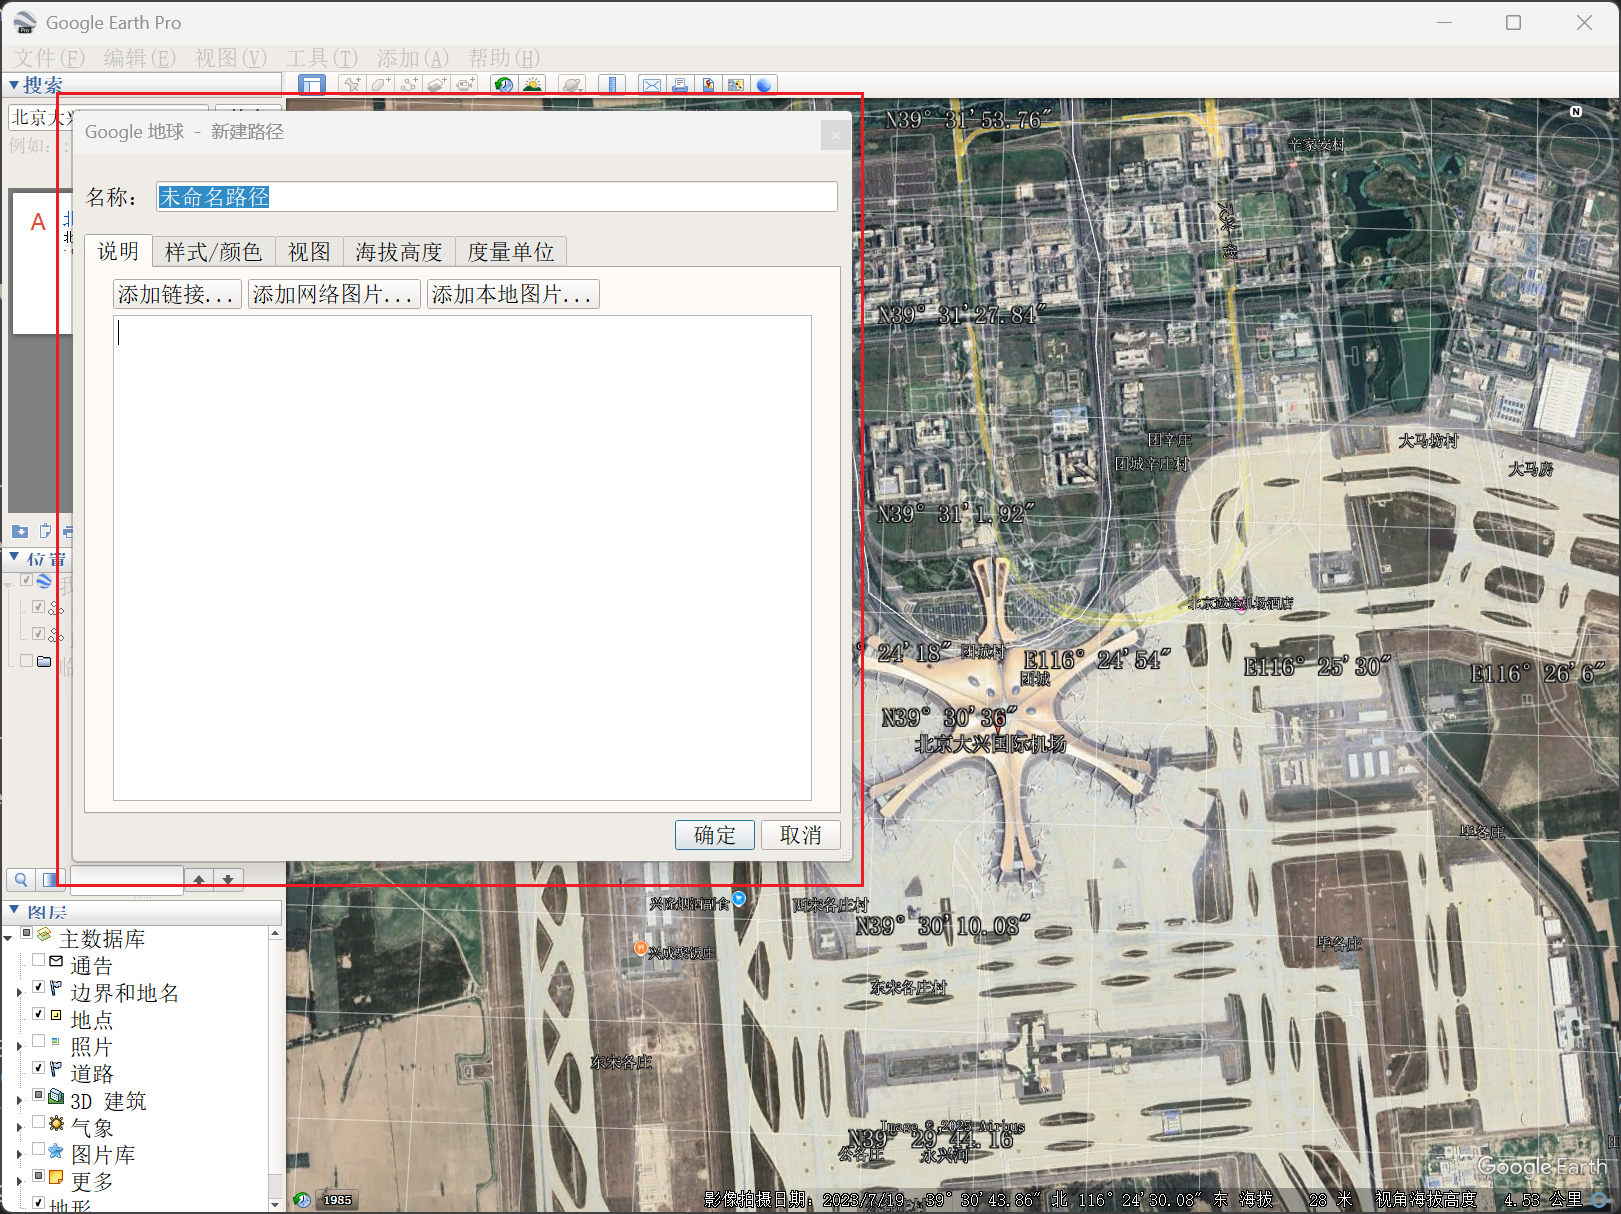 Google Earth Pro
文件(F) 编辑(E) 视图(V) 工具(T) 添加(A) 帮助(H)
搜索
北京大兴
例如：
A
Google 地球 - 新建路径
名称：
未命名路径
说明 样式/颜色 视图 海拔高度 度量单位
添加链接... 添加网络图片... 添加本地图片...
确定 取消
位置
图层
主数据库
通告
边界和地名
地点
照片
道路
3D 建筑
气象
图片库
更多
地形
N39° 31'53.76"
N
辛家安村
大兴一街
N39° 31'27.84"
团辛庄
团城辛庄村
大马坊村
大马房
N39° 31'1.92"
北京逸途机场酒店
24'18"
团城村
E116° 24'54"
E116° 25'30"
E116° 26'6"
团城
N39° 30'36"
北京大兴国际机场
毕各庄
兴隆烟酒副食
西宋各庄村
N39° 30'10.08"
兴成聚饭庄
毕各庄
东宋各庄村
东宋各庄
Image © 2025 Airbus
N39° 29'44.16"
公各庄
永兴河
Google Earth
1985
影像拍摄日期：2023/7/19 39° 30'43.86" 北 116° 24'30.08" 东 海拔 28 米 视角海拔高度 4.53 公里